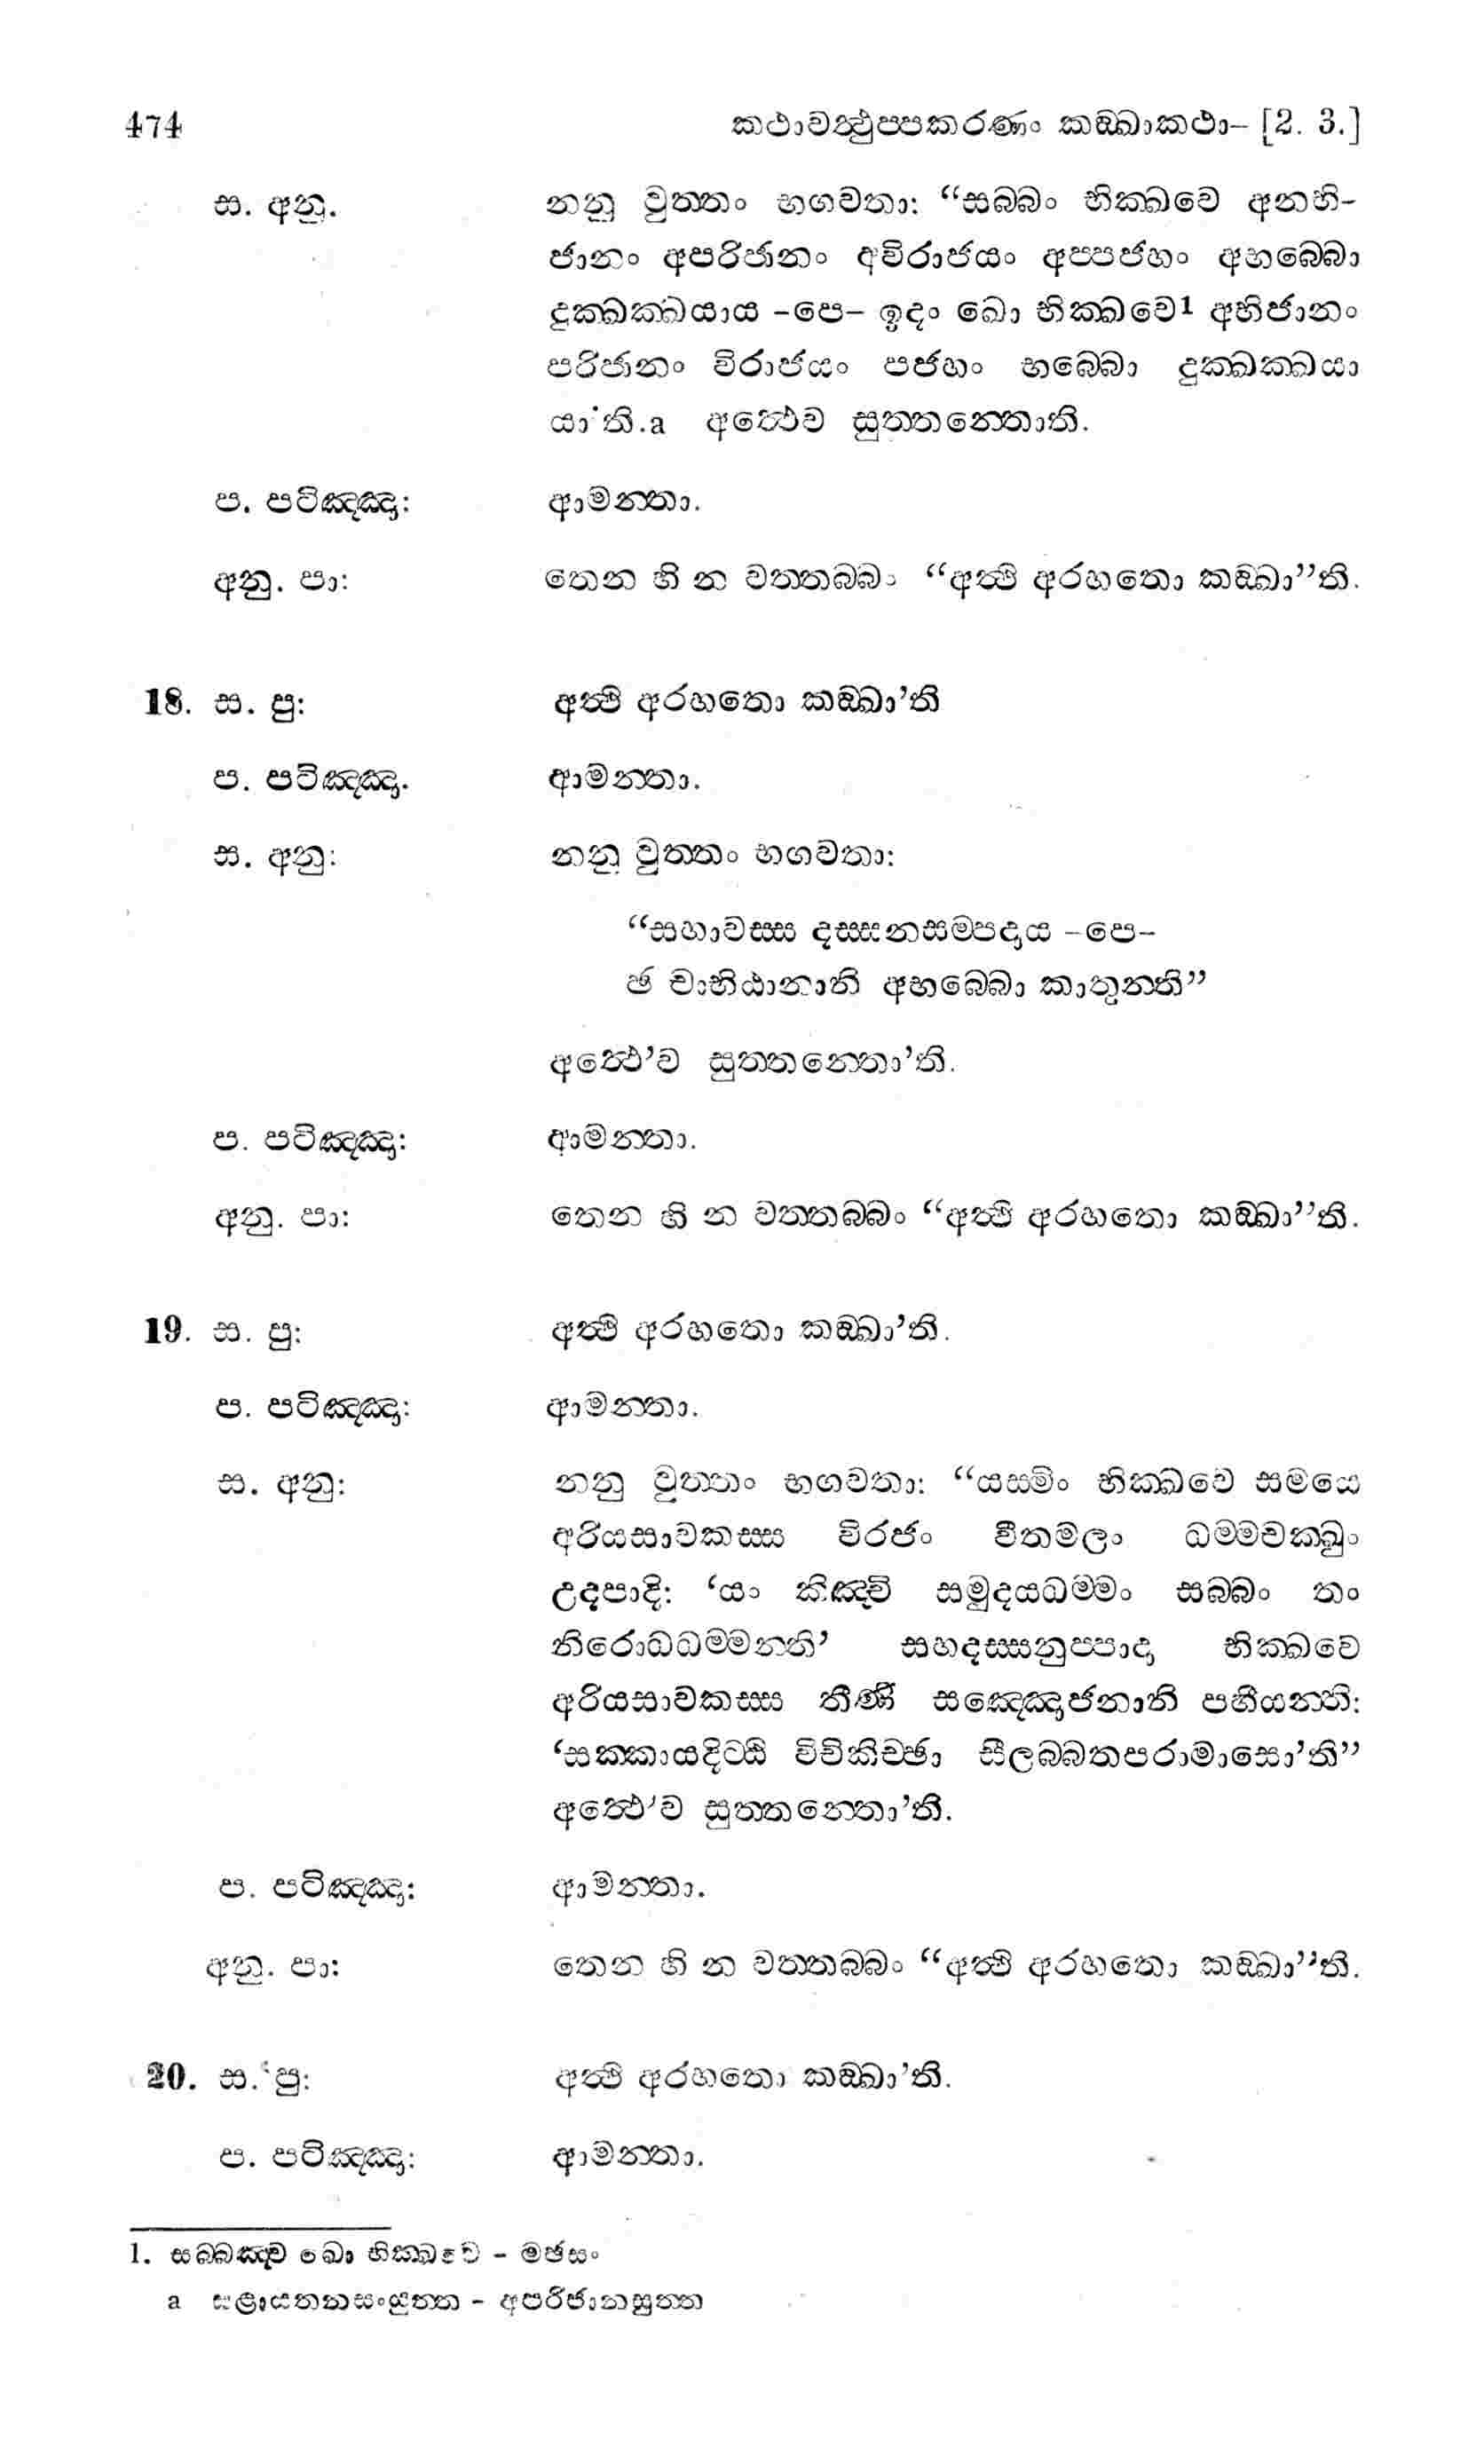 474 කථාවත්ථුප්පකරණං කඞ්ඛාකථා– [2. 3.]
ස. අනු. නනු වුත්තං භගවතා: “සබ්බං භික්ඛවෙ අනභි-
ජානං අපරිජානං අවිරාජයං අප්පජහං අභබ්බො
දුක්ඛක්ඛයාය –පෙ– ඉදං ඛො භික්ඛවෙ1 අභිජානං
පරිජානං විරාජයං පජහං භබ්බො දුක්ඛක්ඛයා
යා'ති.a අත්ථෙව සුත්තන්තොති.
ප. පටිඤ්ඤා: ආමන්තා.
අනු. පා: තෙන හි න වත්තබ්බං “අත්ථි අරහතො කඞ්ඛා”ති.
18. ස. පු: අත්ථි අරහතො කඞ්ඛා’ති
ප. පටිඤ්ඤා. ආමන්තා.
ස. අනු: නනු වුත්තං භගවතා:
“සහාවස්ස දස්සනසම්පදාය –පෙ–
ඡ චාභිඨානානි අභබ්බො කාතුන්ති”
අත්ථෙ’ව සුත්තන්තො’ති.
ප. පටිඤ්ඤා: ආමන්තා.
අනු. පා: තෙන හි න වත්තබ්බං “අත්ථි අරහතො කඞ්ඛා”ති.
19. ස. පු: අත්ථි අරහතො කඞ්ඛා’ති.
ප. පටිඤ්ඤා: ආමන්තා.
ස. අනු: නනු වුත්තං භගවතා: “යස්මිං භික්ඛවෙ සමයෙ
අරියසාවකස්ස විරජං වීතමලං ධම්මචක්ඛුං
උදපාදි: ‘යං කිඤ්චි සමුදයධම්මං සබ්බං තං
නිරොධධම්මන්ති’ සහදස්සනුප්පාදා භික්ඛවෙ
අරියසාවකස්ස තීණි සඤ්ඤොජනානි පහීයන්ති:
‘සක්කායදිට්ඨි විචිකිච්ඡා සීලබ්බතපරාමාසො’ති”
අත්ථෙ’ව සුත්තන්තො’ති.
ප. පටිඤ්ඤා: ආමන්තා.
අනු. පා: තෙන හි න වත්තබ්බං “අත්ථි අරහතො කඞ්ඛා”ති.
20. ස. පු: අත්ථි අරහතො කඞ්ඛා’ති.
ප. පටිඤ්ඤා: ආමන්තා.
1. සබ්බඤ්ච ඛො භික්ඛවෙ – මඡසං
a සළායතනසංයුත්ත – අපරිජානසුත්ත